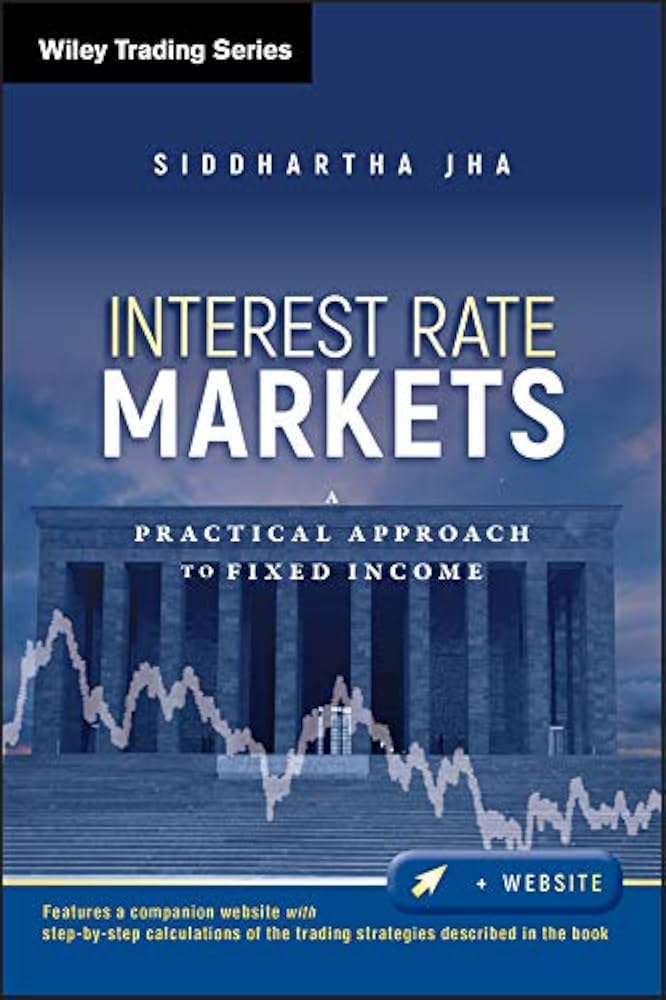 Wiley Trading Series
SIDDHARTHA JHA
INTEREST RATE
MARKETS
A
PRACTICAL APPROACH
TO FIXED INCOME
+ WEBSITE
Features a companion website with
step-by-step calculations of the trading strategies described in the book